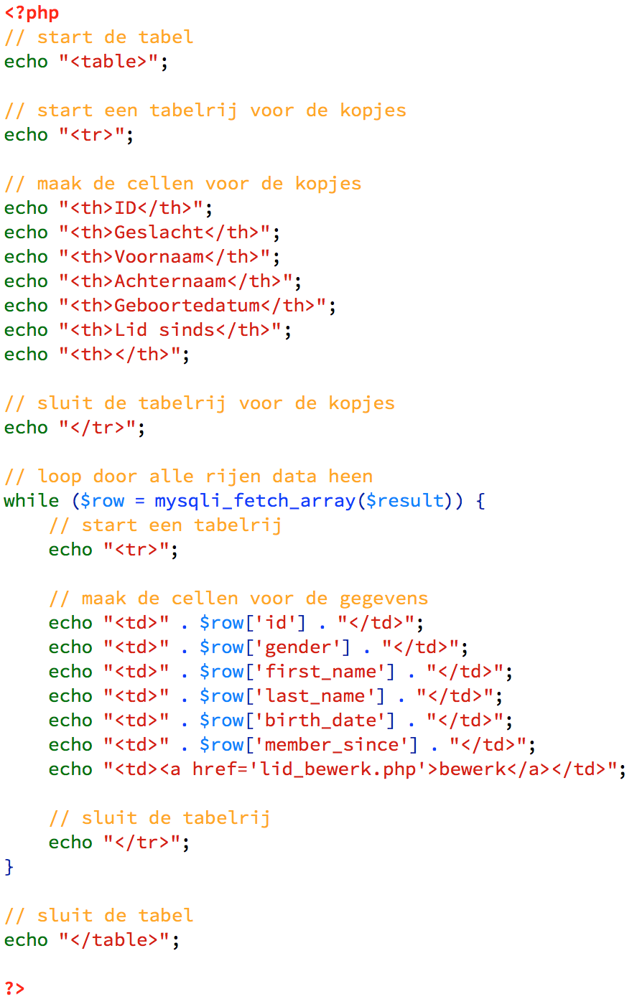 <?php
// start de tabel
echo "<table>";

// start een tabelrij voor de kopjes
echo "<tr>";

// maak de cellen voor de kopjes
echo "<th>ID</th>";
echo "<th>Geslacht</th>";
echo "<th>Voornaam</th>";
echo "<th>Achternaam</th>";
echo "<th>Geboortedatum</th>";
echo "<th>Lid sinds</th>";
echo "<th></th>";

// sluit de tabelrij voor de kopjes
echo "</tr>";

// loop door alle rijen data heen
while ($row = mysqli_fetch_array($result)) {
    // start een tabelrij
    echo "<tr>";

    // maak de cellen voor de gegevens
    echo "<td>" . $row['id'] . "</td>";
    echo "<td>" . $row['gender'] . "</td>";
    echo "<td>" . $row['first_name'] . "</td>";
    echo "<td>" . $row['last_name'] . "</td>";
    echo "<td>" . $row['birth_date'] . "</td>";
    echo "<td>" . $row['member_since'] . "</td>";
    echo "<td><a href='lid_bewerk.php'>bewerk</a></td>";

    // sluit de tabelrij
    echo "</tr>";
}

// sluit de tabel
echo "</table>";

?>